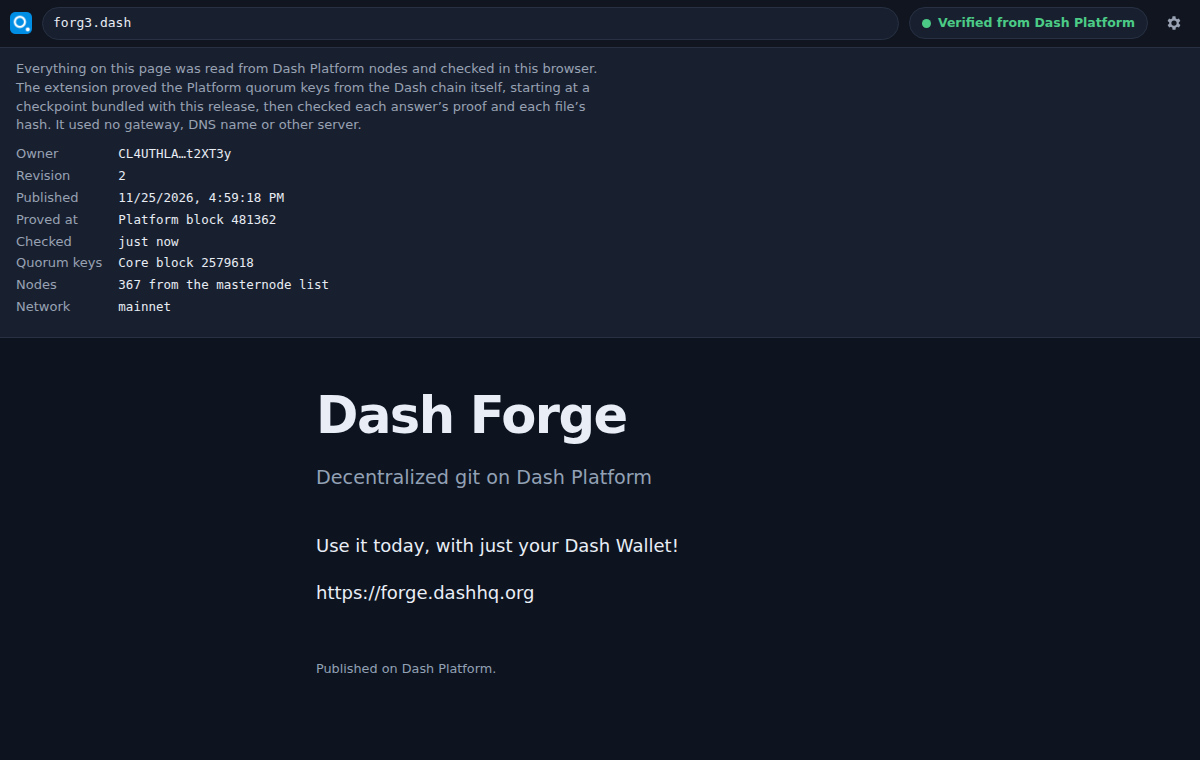 forg3.dash
Verified from Dash Platform
Everything on this page was read from Dash Platform nodes and checked in this browser.
The extension proved the Platform quorum keys from the Dash chain itself, starting at a
checkpoint bundled with this release, then checked each answer’s proof and each file’s
hash. It used no gateway, DNS name or other server.
Owner CL4UTHLA…t2XT3y
Revision 2
Published 11/25/2026, 4:59:18 PM
Proved at Platform block 481362
Checked just now
Quorum keys Core block 2579618
Nodes 367 from the masternode list
Network mainnet
Dash Forge
Decentralized git on Dash Platform
Use it today, with just your Dash Wallet!
https://forge.dashhq.org
Published on Dash Platform.